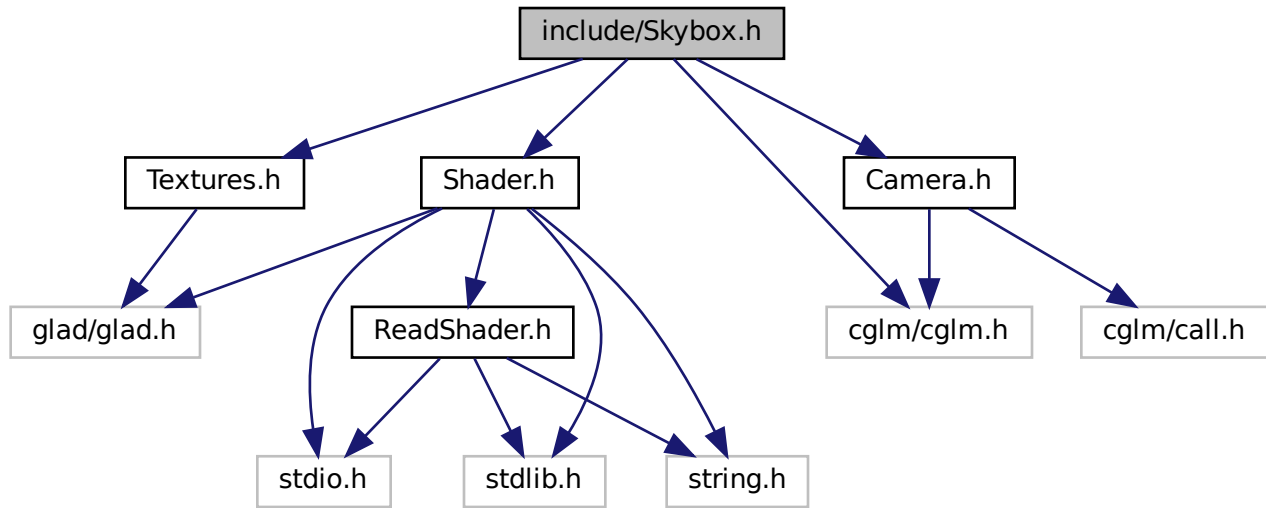 include/Skybox.h
Textures.h
Shader.h
Camera.h
glad/glad.h
ReadShader.h
cglm/cglm.h
cglm/call.h
stdio.h
stdlib.h
string.h